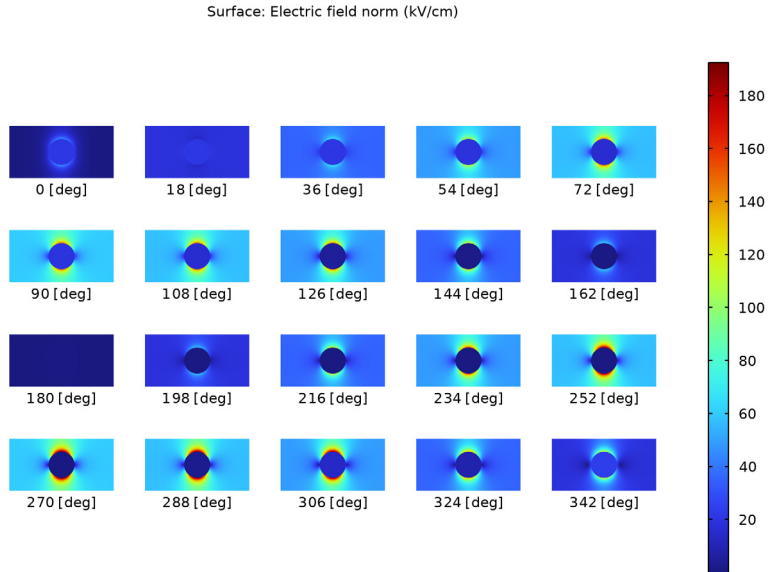 Surface: Electric field norm (kV/cm)
180
160
140
120
100
80
60
40
20
0 [deg]
18 [deg]
36 [deg]
54 [deg]
72 [deg]
90 [deg]
108 [deg]
126 [deg]
144 [deg]
162 [deg]
180 [deg]
198 [deg]
216 [deg]
234 [deg]
252 [deg]
270 [deg]
288 [deg]
306 [deg]
324 [deg]
342 [deg]